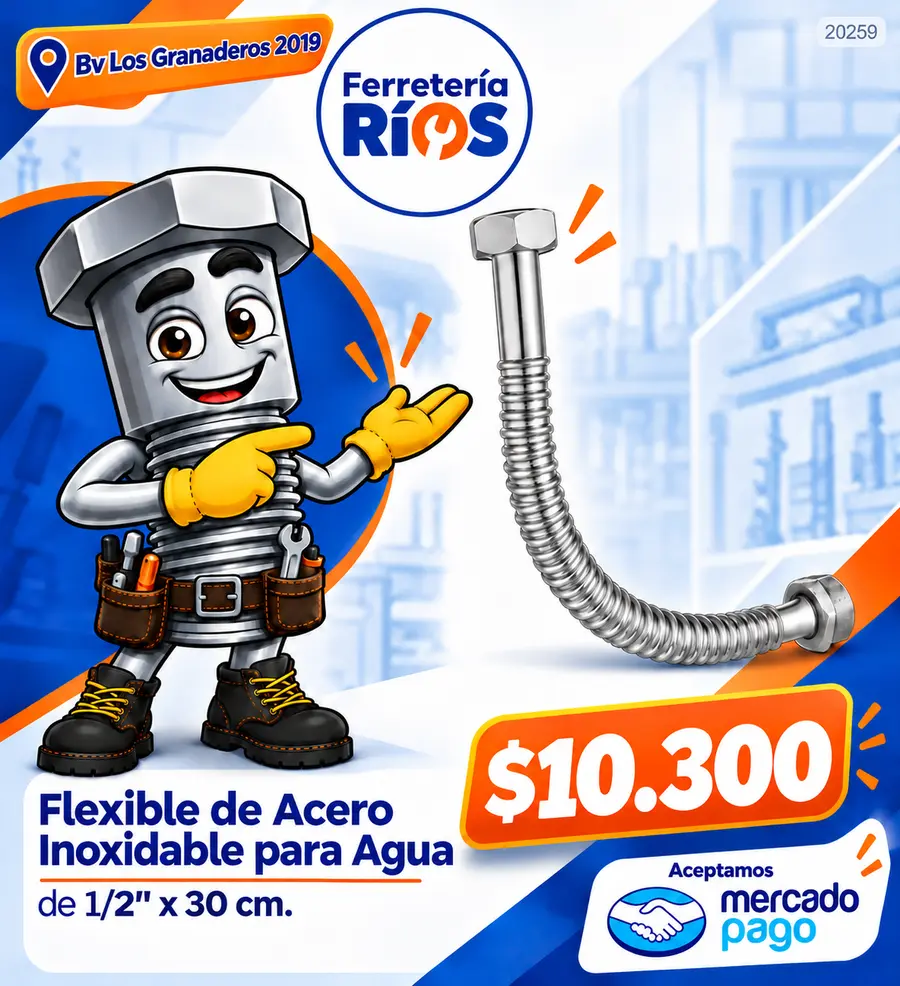 Bv Los Granaderos 2019
20259
Ferretería
RÍOS
$10.300
Flexible de Acero
Inoxidable para Agua
de 1/2" x 30 cm.
Aceptamos
mercado
pago